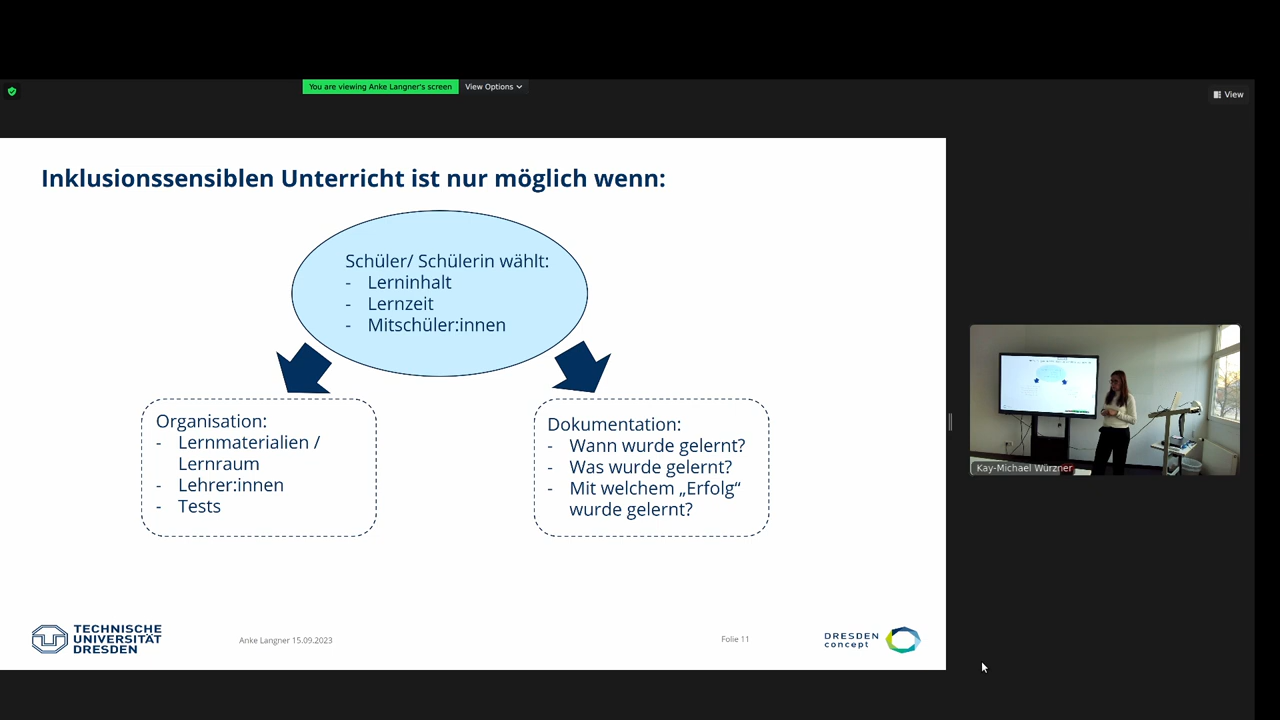 You are viewing Anke Langner's screen View Options
View
Inklusionssensiblen Unterricht ist nur möglich wenn:
Schüler/ Schülerin wählt:
- Lerninhalt
- Lernzeit
- Mitschüler:innen
Organisation:
- Lernmaterialien /
Lernraum
- Lehrer:innen
- Tests
Dokumentation:
- Wann wurde gelernt?
- Was wurde gelernt?
- Mit welchem „Erfolg“
wurde gelernt?
Kay-Michael Würzner
TECHNISCHE
UNIVERSITÄT
DRESDEN
Anke Langner 15.09.2023
Folie 11
DRESDEN
concept